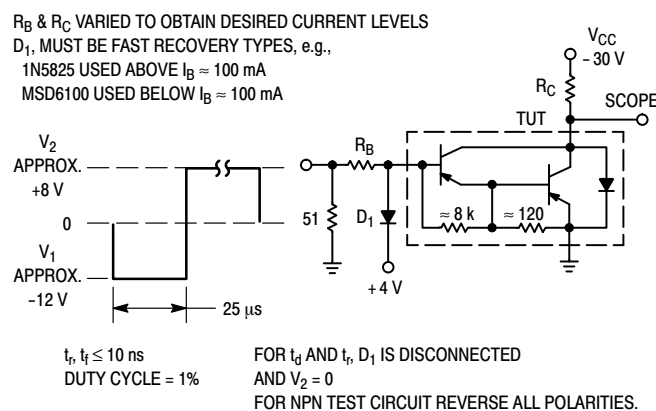 R_B & R_C VARIED TO OBTAIN DESIRED CURRENT LEVELS
D_1, MUST BE FAST RECOVERY TYPES, e.g.,
1N5825 USED ABOVE I_B ≈ 100 mA
MSD6100 USED BELOW I_B ≈ 100 mA
V_CC
- 30 V
R_C
SCOPE
TUT
V_2
APPROX.
+8 V
0
V_1
APPROX.
-12 V
25 μs
R_B
51
D_1
+ 4 V
≈ 8 k
≈ 120
t_r, t_f ≤ 10 ns
DUTY CYCLE = 1%
FOR t_d AND t_r, D_1 IS DISCONNECTED
AND V_2 = 0
FOR NPN TEST CIRCUIT REVERSE ALL POLARITIES.